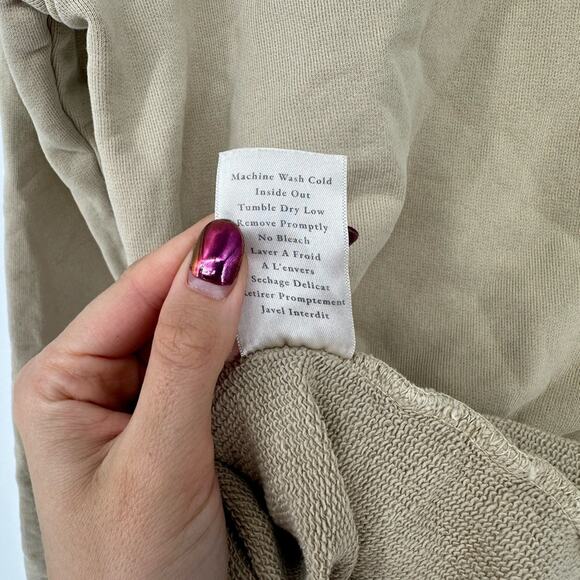 Machine Wash Cold
Inside Out
Tumble Dry Low
Remove Promptly
No Bleach
Laver A Froid
A L'envers
Sechage Delicat
Retirer Promptement
Javel Interdit